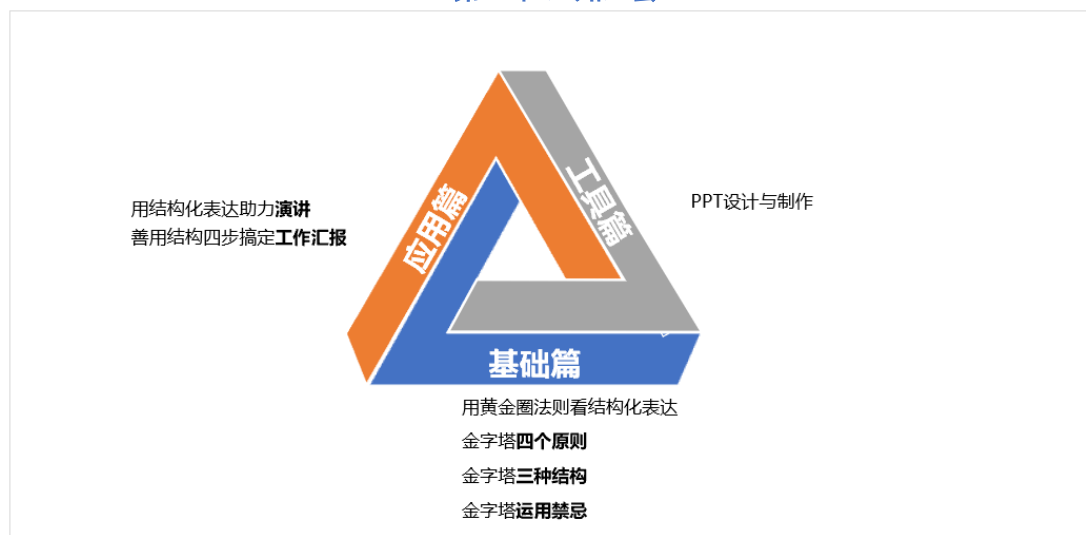 应用篇
工具篇
基础篇
用结构化表达助力演讲
善用结构四步搞定工作汇报
PPT设计与制作
用黄金圈法则看结构化表达
金字塔四个原则
金字塔三种结构
金字塔运用禁忌